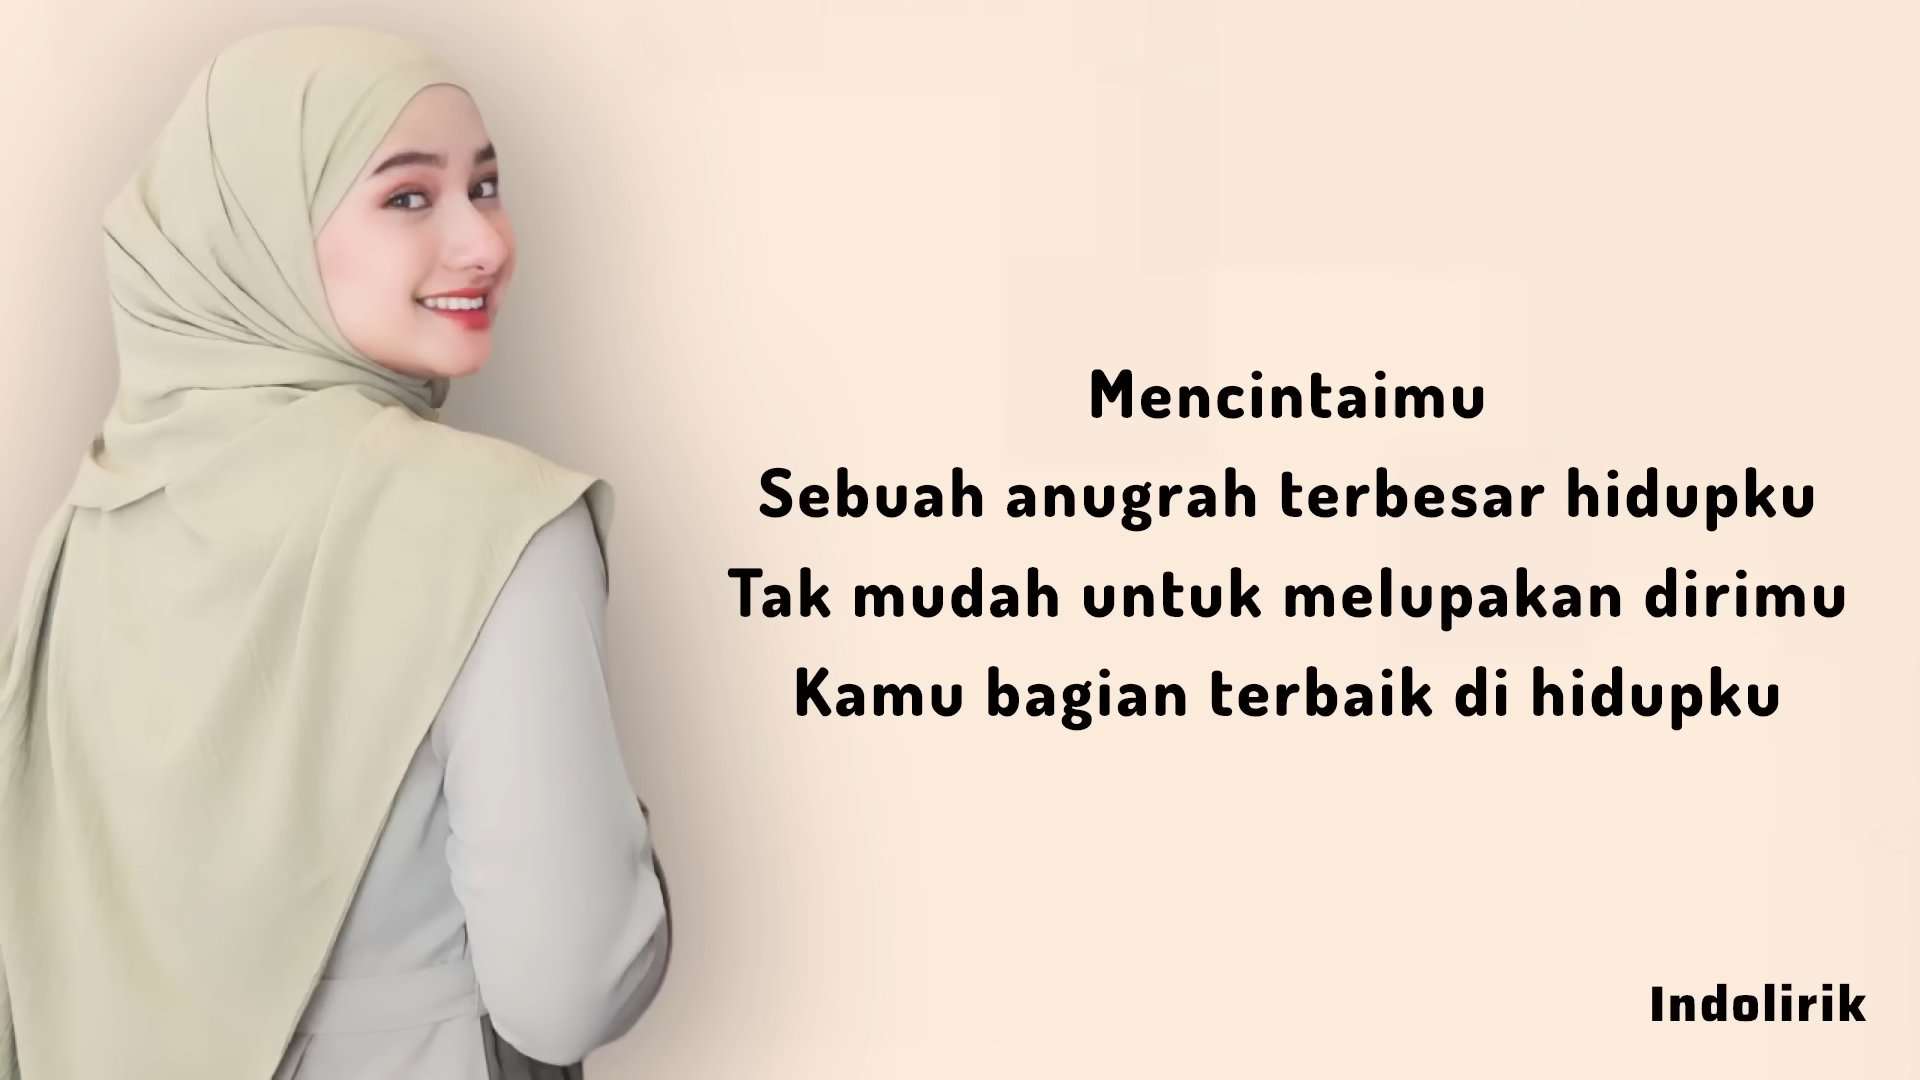 Mencintaimu
Sebuah anugrah terbesar hidupku
Tak mudah untuk melupakan dirimu
Kamu bagian terbaik di hidupku
Indolirik